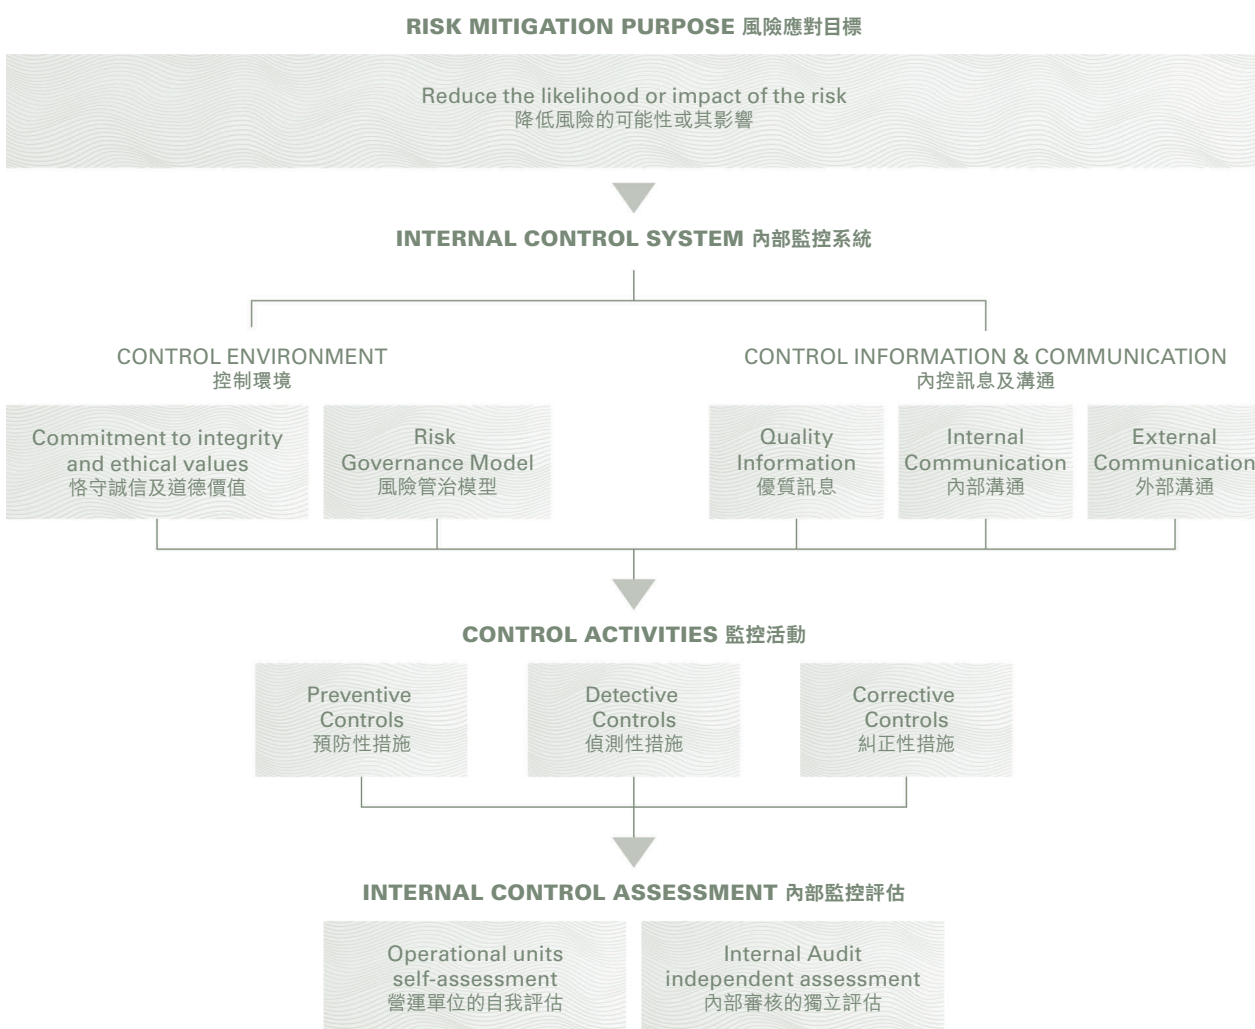 RISK MITIGATION PURPOSE 風險應對目標
Reduce the likelihood or impact of the risk
降低風險的可能性或其影響
INTERNAL CONTROL SYSTEM 內部監控系統
CONTROL ENVIRONMENT
控制環境
Commitment to integrity
and ethical values
恪守誠信及道德價值
Risk
Governance Model
風險管治模型
CONTROL INFORMATION & COMMUNICATION
內控訊息及溝通
Quality
Information
優質訊息
Internal
Communication
內部溝通
External
Communication
外部溝通
CONTROL ACTIVITIES 監控活動
Preventive
Controls
預防性措施
Detective
Controls
偵測性措施
Corrective
Controls
糾正性措施
INTERNAL CONTROL ASSESSMENT 內部監控評估
Operational units
self-assessment
營運單位的自我評估
Internal Audit
independent assessment
內部審核的獨立評估